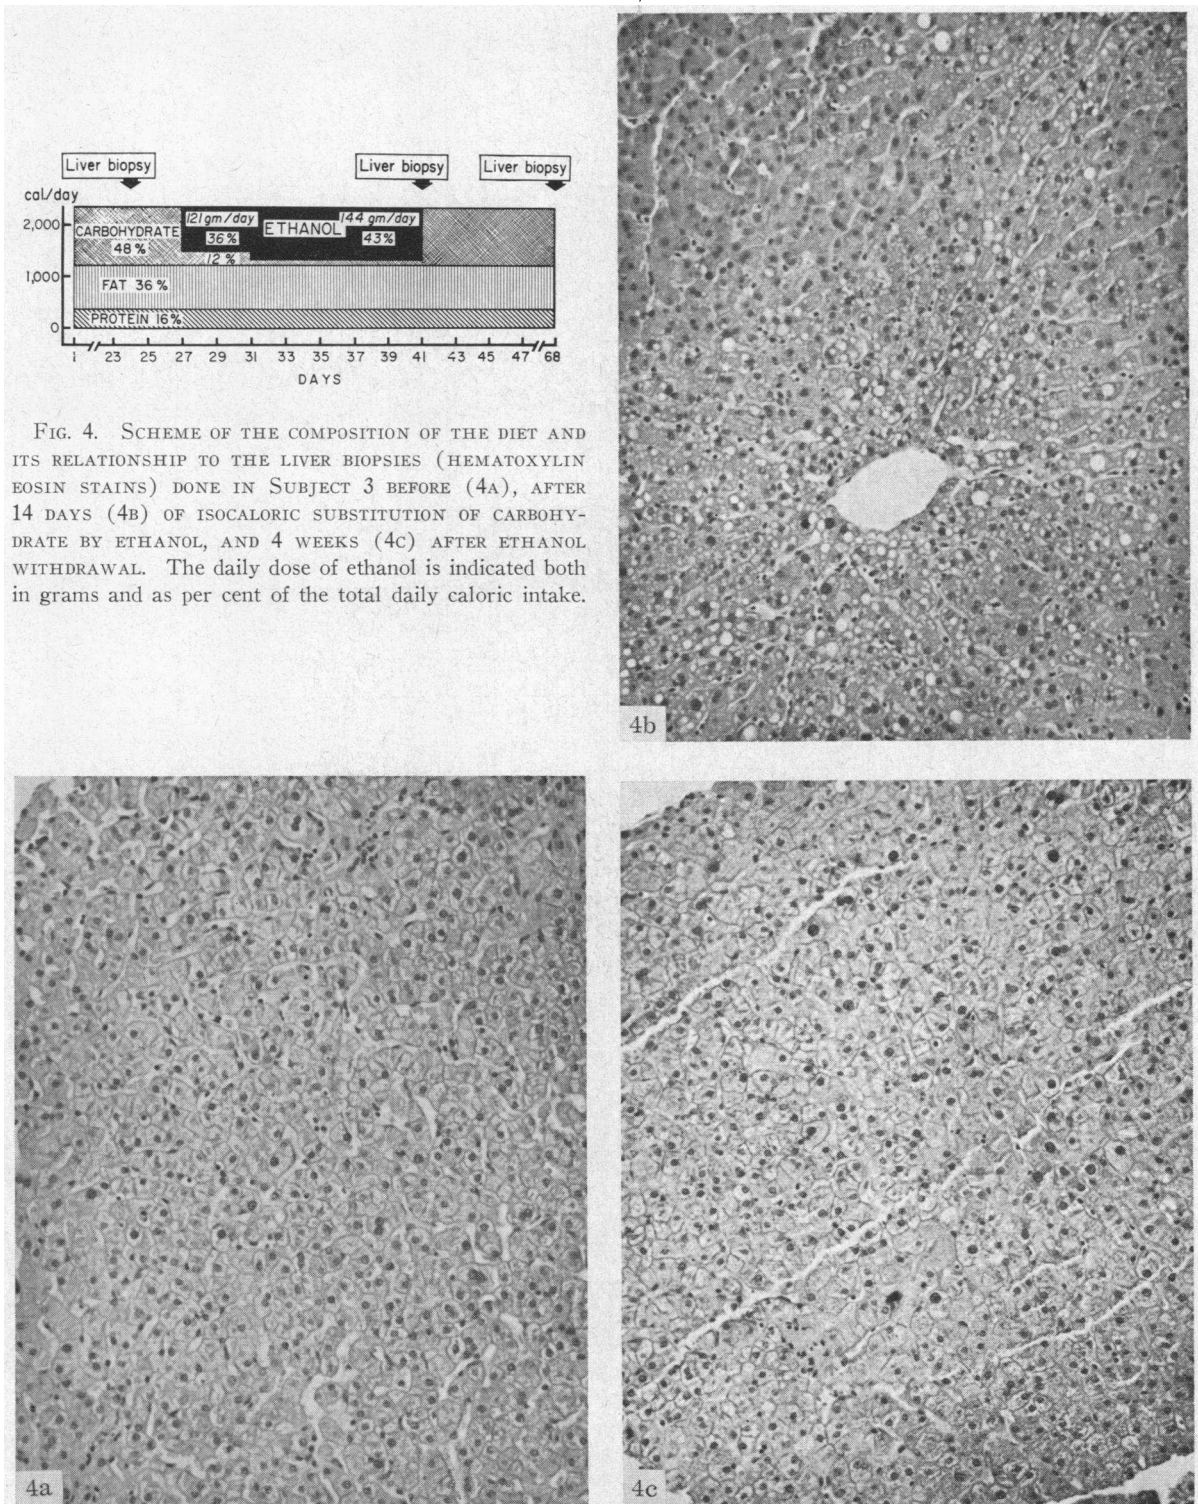 Liver biopsy Liver biopsy Liver biopsy
cal/day
2,000
1,000
0
CARBOHYDRATE
48%
121 gm/day
36%
12%
ETHANOL
144 gm/day
43%
FAT 36%
PROTEIN 16%
1 23 25 27 29 31 33 35 37 39 41 43 45 47 68
DAYS
FIG. 4. SCHEME OF THE COMPOSITION OF THE DIET AND
ITS RELATIONSHIP TO THE LIVER BIOPSIES (HEMATOXYLIN
EOSIN STAINS) DONE IN SUBJECT 3 BEFORE (4A), AFTER
14 DAYS (4B) OF ISOCALORIC SUBSTITUTION OF CARBOHY-
DRATE BY ETHANOL, AND 4 WEEKS (4C) AFTER ETHANOL
WITHDRAWAL. The daily dose of ethanol is indicated both
in grams and as per cent of the total daily caloric intake.
4b
4a
4c